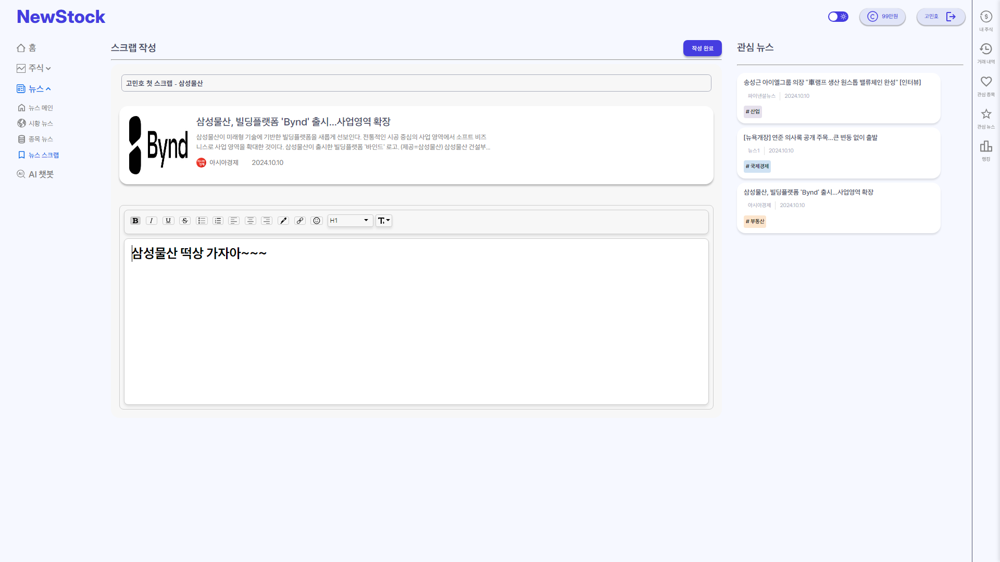 NewStock
99만원
고민호
홈
주식
뉴스
뉴스 메인
시황 뉴스
종목 뉴스
뉴스 스크랩
AI 챗봇
스크랩 작성
작성 완료
고민호 첫 스크랩 - 삼성물산
Bynd
삼성물산, 빌딩플랫폼 'Bynd' 출시...사업영역 확장
삼성물산이 미래형 기술에 기반한 빌딩플랫폼을 새롭게 선보인다. 전통적인 시공 중심의 사업 영역에서 소프트 비즈
니스로 사업 영역을 확대한 것이다. 삼성물산이 출시한 빌딩플랫폼 '바인드' 로고. (제공=삼성물산) 삼성물산 건설부...
아시아경제 2024.10.10
B I U S H1 T
삼성물산 떡상 가자아~~~
관심 뉴스
송성근 아이엘그룹 의장 "車램프 생산 원스톱 밸류체인 완성" [인터뷰]
파이낸셜뉴스 2024.10.10
# 산업
[뉴욕개장] 연준 의사록 공개 주목...큰 변동 없이 출발
뉴스1 2024.10.10
# 국제경제
삼성물산, 빌딩플랫폼 'Bynd' 출시...사업영역 확장
아시아경제 2024.10.10
# 부동산
내 주식
거래 내역
관심 종목
관심 뉴스
랭킹